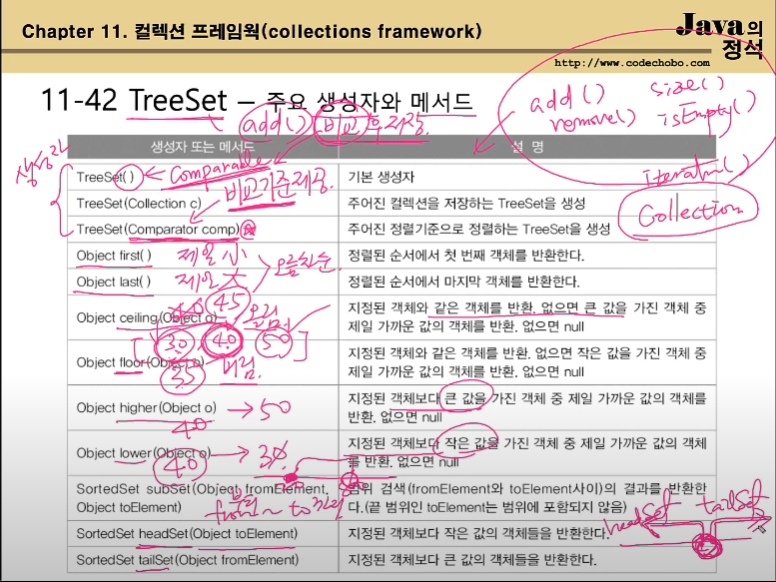 Chapter 11. 컬렉션 프레임웍(collections framework)
Java의
정석
http://www.codechobo.com
11-42 TreeSet – 주요 생성자와 메서드
add() 비교 후 저장.
add() size()
remove() isEmpty()
iterator()
Collection
생성자
생성자 또는 메서드 설 명
TreeSet( ) 기본 생성자
Comparable
비교기준제공.
TreeSet(Collection c) 주어진 컬렉션을 저장하는 TreeSet을 생성
TreeSet(Comparator comp) 주어진 정렬기준으로 정렬하는 TreeSet을 생성
Object first( ) 정렬된 순서에서 첫 번째 객체를 반환한다.
제일 小
오름차순.
Object last( ) 정렬된 순서에서 마지막 객체를 반환한다.
제일 大
45
Object ceiling(Object o) 지정된 객체와 같은 객체를 반환. 없으면 큰 값을 가진 객체 중
제일 가까운 값의 객체를 반환. 없으면 null
올림
[30, 40, 50]
Object floor(Object o) 지정된 객체와 같은 객체를 반환. 없으면 작은 값을 가진 객체 중
제일 가까운 값의 객체를 반환. 없으면 null
35 버림.
Object higher(Object o) → 50 지정된 객체보다 큰 값을 가진 객체 중 제일 가까운 값의 객체를
반환. 없으면 null
40
Object lower(Object o) → 30 지정된 객체보다 작은 값을 가진 객체 중 제일 가까운 값의 객체
를 반환. 없으면 null
40
SortedSet subSet(Object fromElement, 범위 검색(fromElement와 toElement사이)의 결과를 반환한
Object toElement) 다.(끝 범위인 toElement는 범위에 포함되지 않음)
부터
from ~ to
headSet tailSet
SortedSet headSet(Object toElement) 지정된 객체보다 작은 값의 객체들을 반환한다.
SortedSet tailSet(Object fromElement) 지정된 객체보다 큰 값의 객체들을 반환한다.